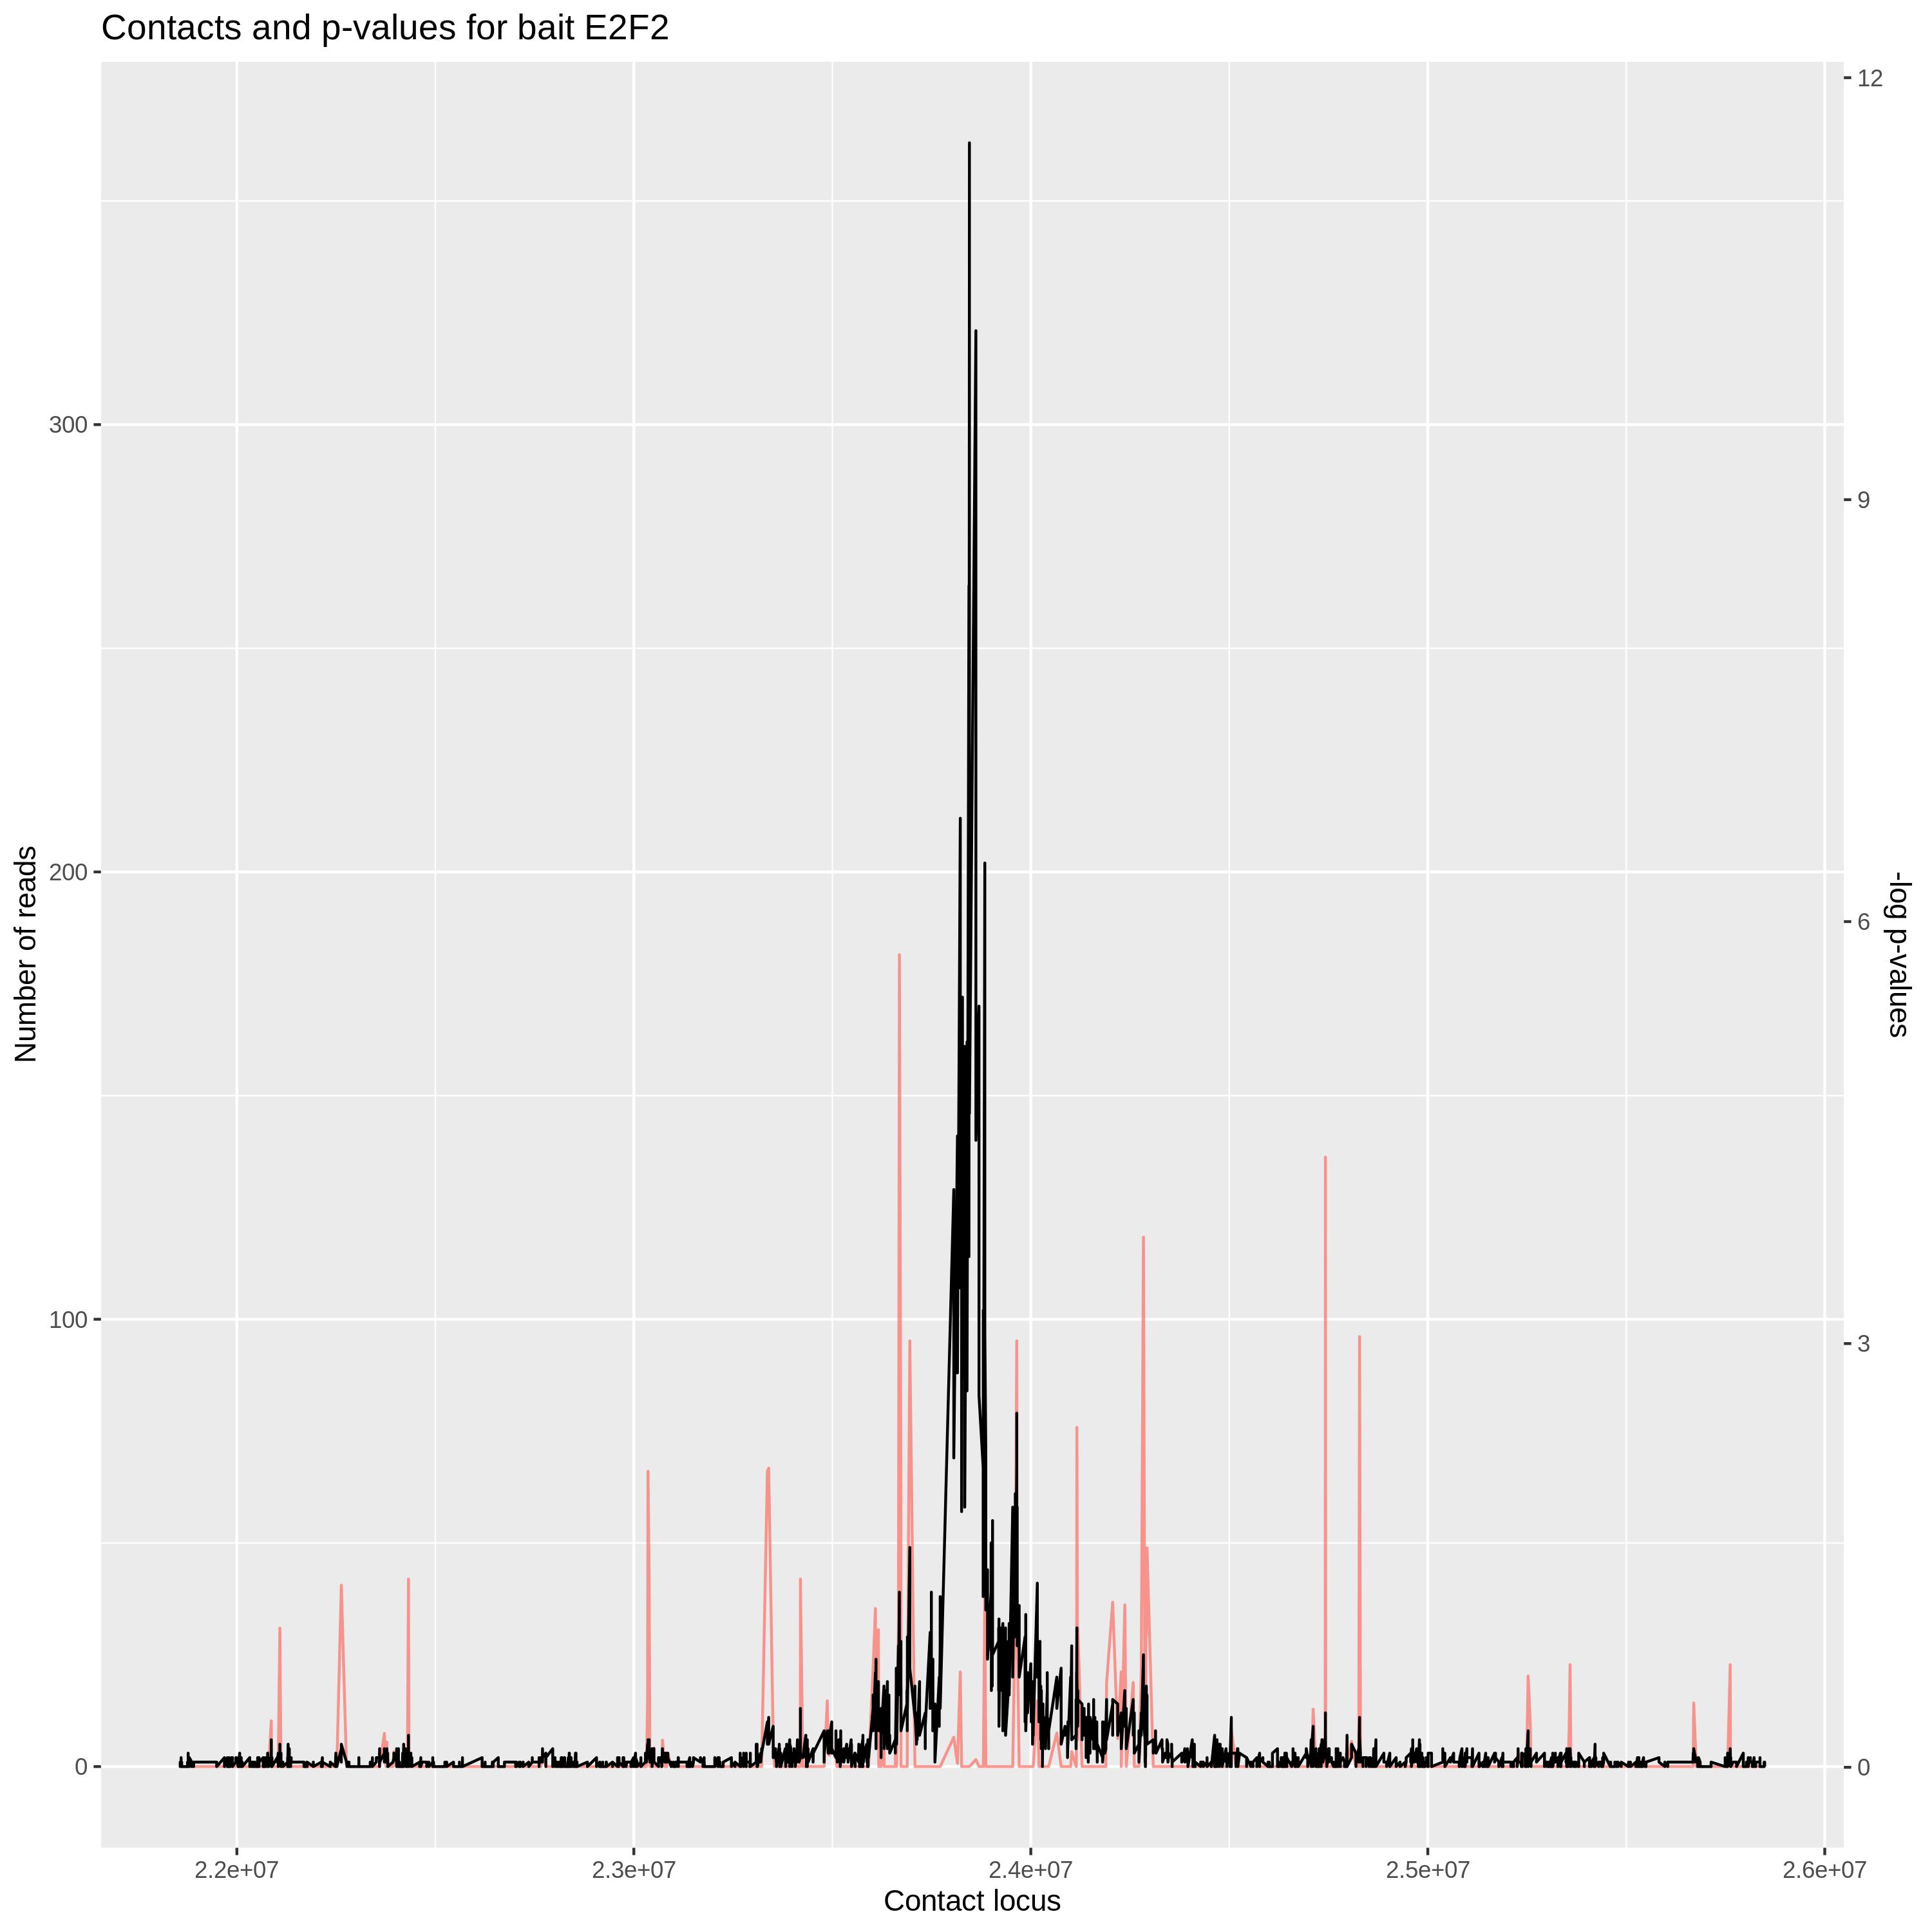 Contacts and p-values for bait E2F2
Number of reads
300
200
100
0
12
9
6
3
0
-log p-values
2.2e+07
2.3e+07
2.4e+07
2.5e+07
2.6e+07
Contact locus